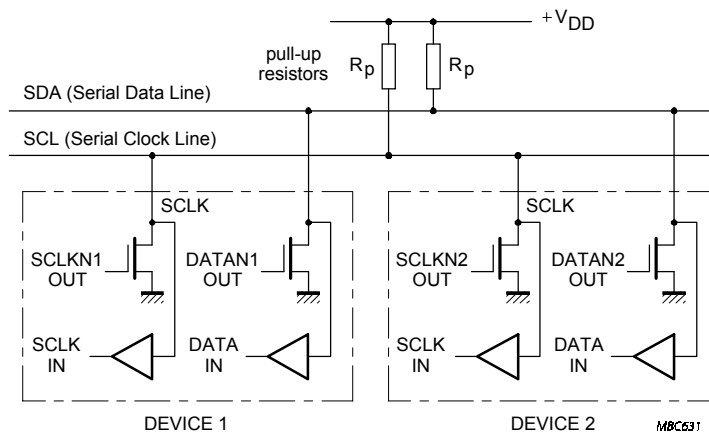 +VDD
pull-up
resistors
Rp
Rp
SDA (Serial Data Line)
SCL (Serial Clock Line)
SCLK
SCLK
SCLKN1
OUT
DATAN1
OUT
SCLKN2
OUT
DATAN2
OUT
SCLK
IN
DATA
IN
SCLK
IN
DATA
IN
DEVICE 1
DEVICE 2
MBC631